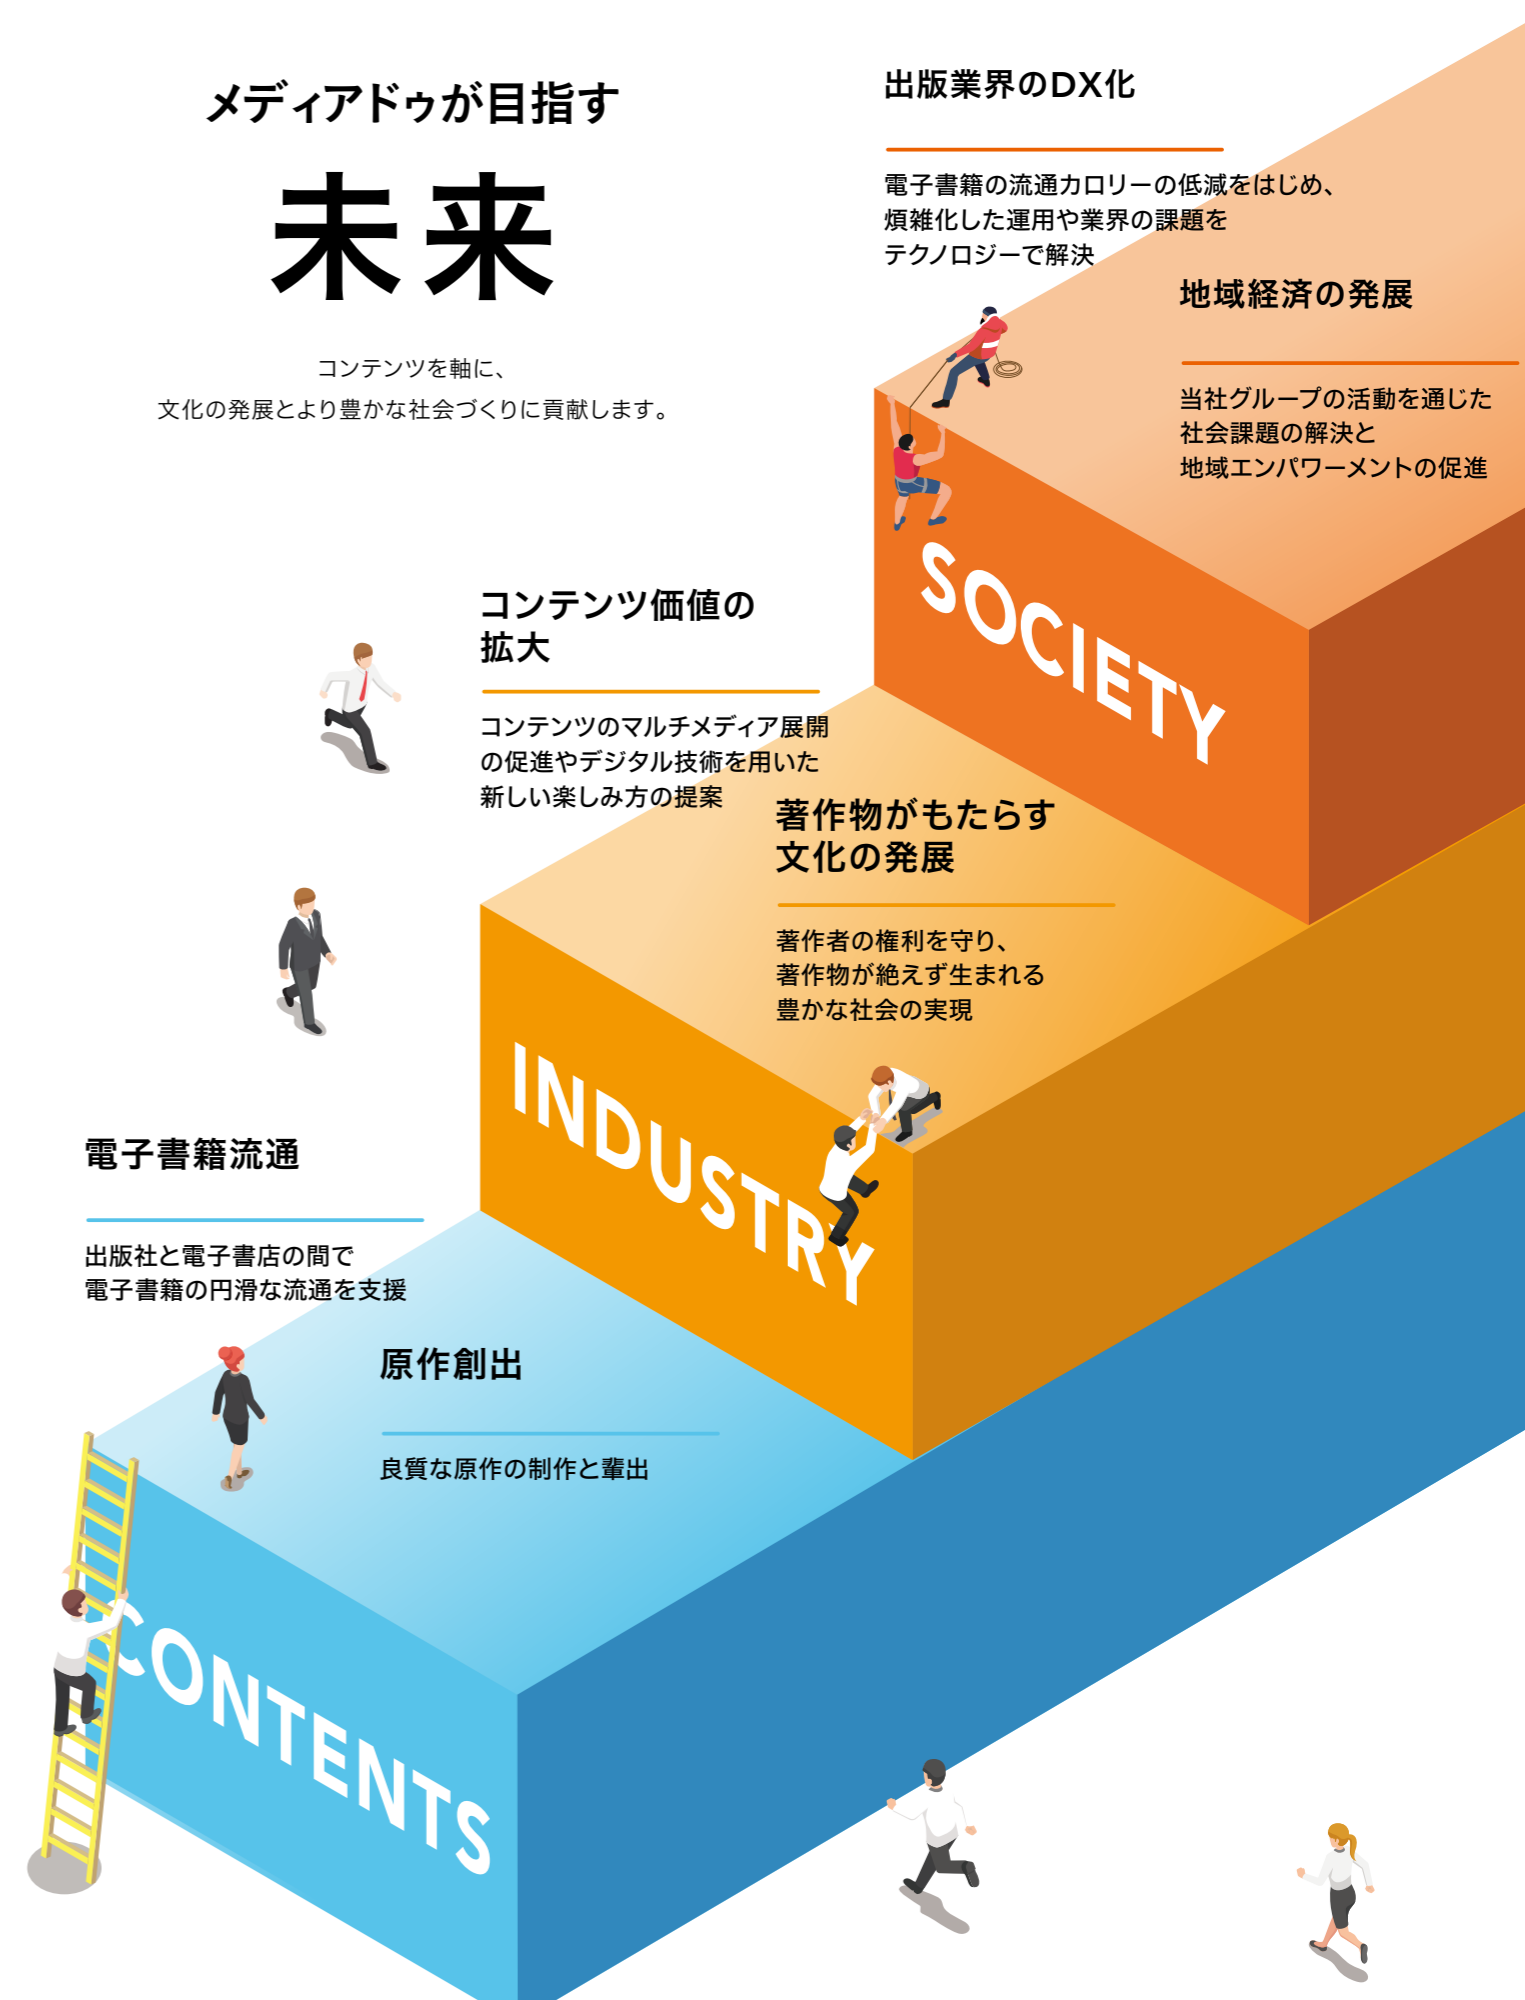 メディアドゥが目指す
未来
コンテンツを軸に、
文化の発展とより豊かな社会づくりに貢献します。
出版業界のDX化
電子書籍の流通カロリーの低減をはじめ、
煩雑化した運用や業界の課題を
テクノロジーで解決
地域経済の発展
当社グループの活動を通じた
社会課題の解決と
地域エンパワーメントの促進
SOCIETY
コンテンツ価値の
拡大
コンテンツのマルチメディア展開
の促進やデジタル技術を用いた
新しい楽しみ方の提案
著作物がもたらす
文化の発展
著作者の権利を守り、
著作物が絶えず生まれる
豊かな社会の実現
INDUSTRY
電子書籍流通
出版社と電子書店の間で
電子書籍の円滑な流通を支援
原作創出
良質な原作の制作と輩出
CONTENTS